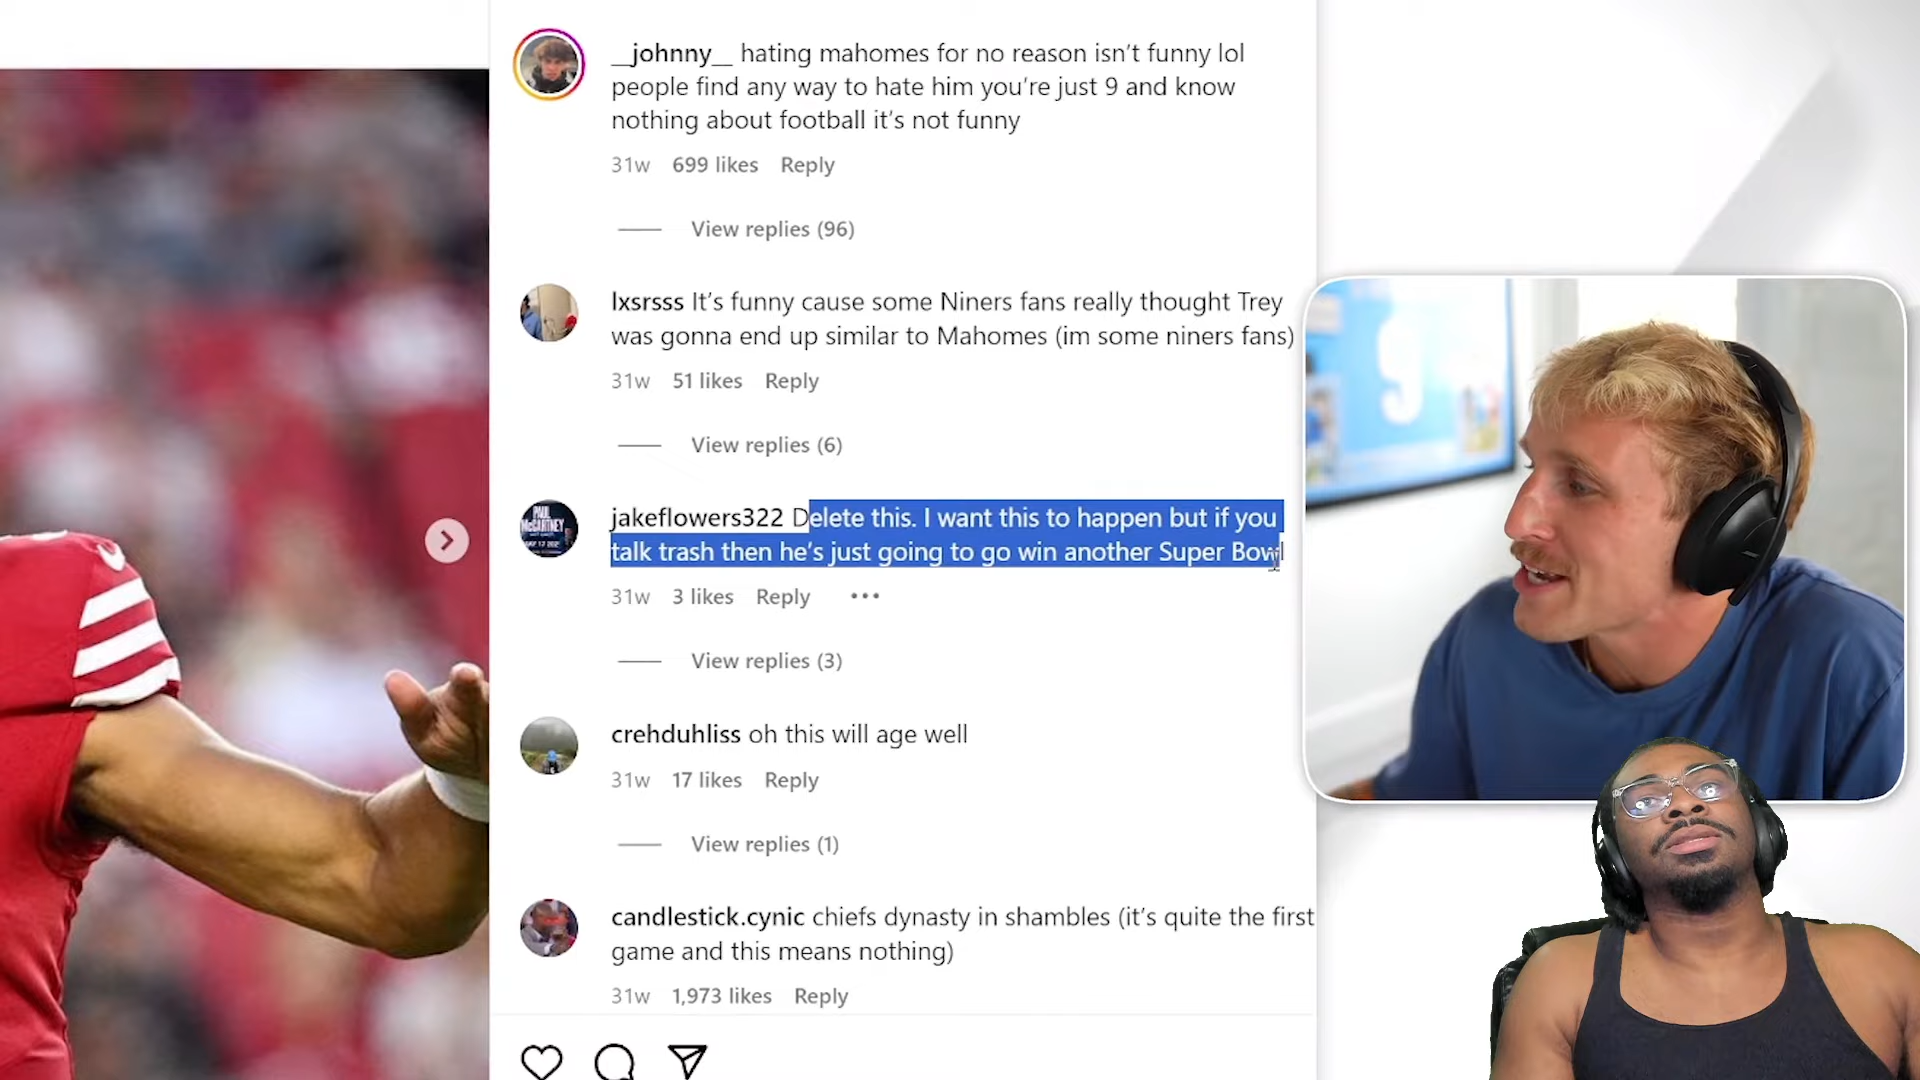 __johnny__ hating mahomes for no reason isn't funny lol
people find any way to hate him you're just 9 and know
nothing about football it's not funny
31w 699 likes Reply
View replies (96)
lxsrsss It's funny cause some Niners fans really thought Trey
was gonna end up similar to Mahomes (im some niners fans)
31w 51 likes Reply
View replies (6)
PAUL
McCARTNEY
jakeflowers322 Delete this. I want this to happen but if you
talk trash then he's just going to go win another Super Bowl
31w 3 likes Reply •••
View replies (3)
crehduhliss oh this will age well
31w 17 likes Reply
View replies (1)
candlestick.cynic chiefs dynasty in shambles (it's quite the first
game and this means nothing)
31w 1,973 likes Reply
9